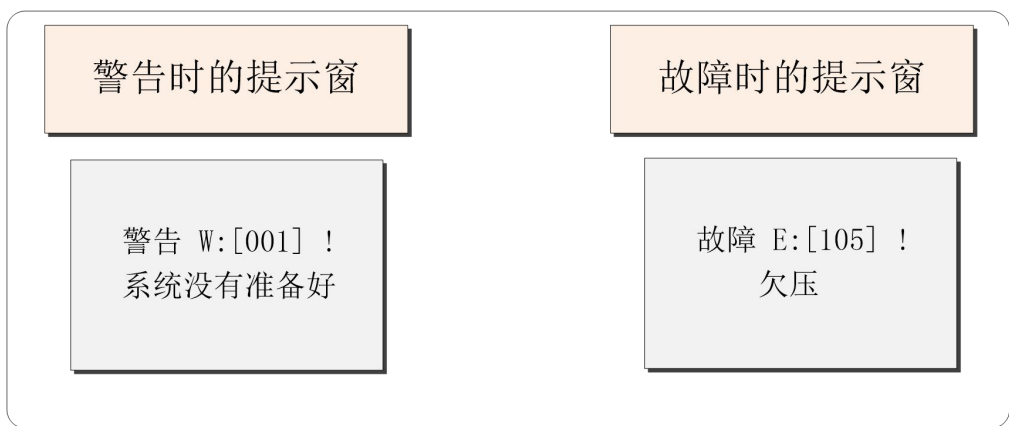 警告时的提示窗
故障时的提示窗
警告 W:[001] !
系统没有准备好
故障 E:[105] !
欠压